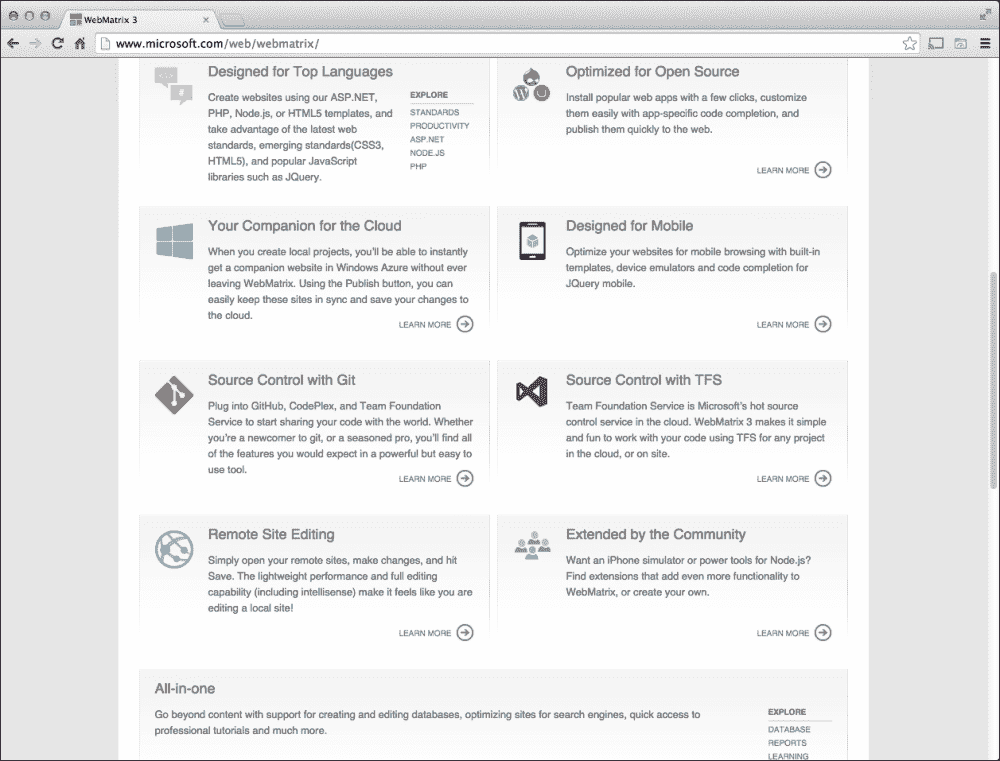 WebMatrix 3
www.microsoft.com/web/webmatrix/
Designed for Top Languages
Create websites using our ASP.NET,
PHP, Node.js, or HTML5 templates, and
take advantage of the latest web
standards, emerging standards(CSS3,
HTML5), and popular JavaScript
libraries such as JQuery.
EXPLORE
STANDARDS
PRODUCTIVITY
ASP.NET
NODE.JS
PHP
Optimized for Open Source
Install popular web apps with a few clicks, customize
them easily with app-specific code completion, and
publish them quickly to the web.
LEARN MORE
Your Companion for the Cloud
When you create local projects, you'll be able to instantly
get a companion website in Windows Azure without ever
leaving WebMatrix. Using the Publish button, you can
easily keep these sites in sync and save your changes to
the cloud.
LEARN MORE
Designed for Mobile
Optimize your websites for mobile browsing with built-in
templates, device emulators and code completion for
JQuery mobile.
LEARN MORE
Source Control with Git
Plug into GitHub, CodePlex, and Team Foundation
Service to start sharing your code with the world. Whether
you're a newcomer to git, or a seasoned pro, you'll find all
of the features you would expect in a powerful but easy to
use tool.
LEARN MORE
Source Control with TFS
Team Foundation Service is Microsoft's hot source
control service in the cloud. WebMatrix 3 makes it simple
and fun to work with your code using TFS for any project
in the cloud, or on site.
LEARN MORE
Remote Site Editing
Simply open your remote sites, make changes, and hit
Save. The lightweight performance and full editing
capability (including intellisense) make it feels like you are
editing a local site!
LEARN MORE
Extended by the Community
Want an iPhone simulator or power tools for Node.js?
Find extensions that add even more functionality to
WebMatrix, or create your own.
LEARN MORE
All-in-one
Go beyond content with support for creating and editing databases, optimizing sites for search engines, quick access to
professional tutorials and much more.
EXPLORE
DATABASE
REPORTS
LEARNING